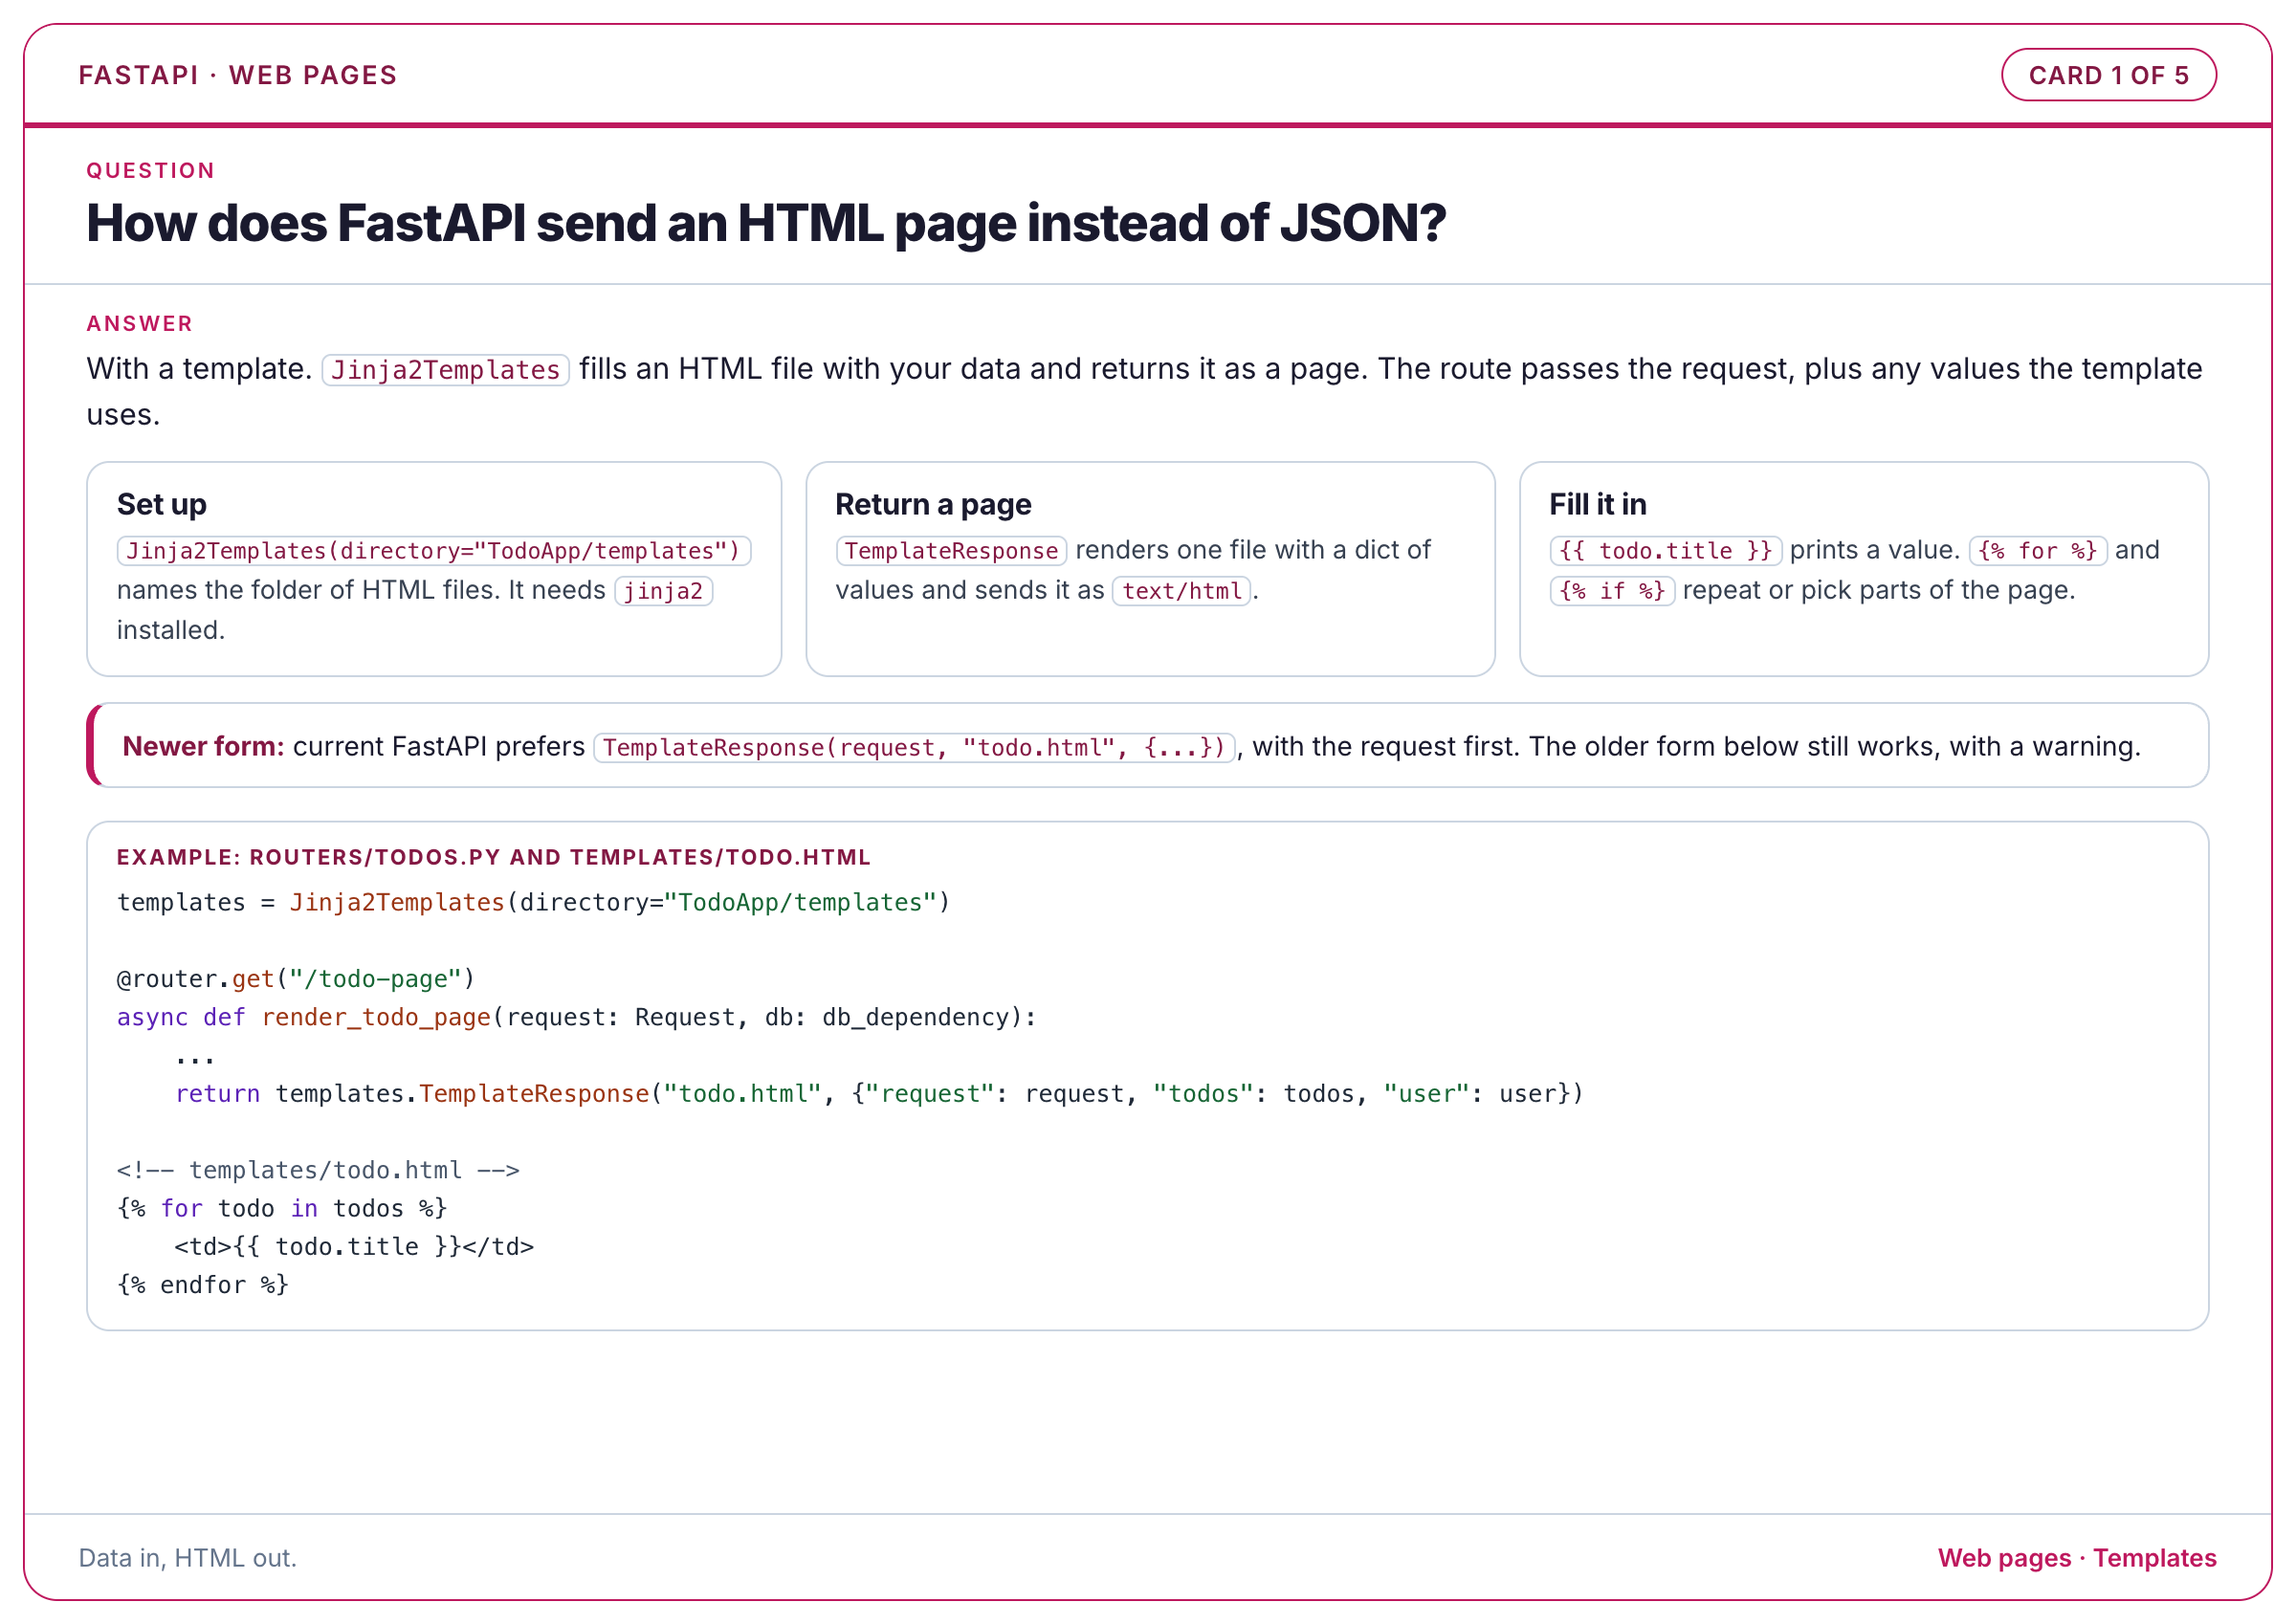 FASTAPI · WEB PAGES
CARD 1 OF 5
QUESTION
How does FastAPI send an HTML page instead of JSON?
ANSWER
With a template. Jinja2Templates fills an HTML file with your data and returns it as a page. The route passes the request, plus any values the template
uses.
Set up
Jinja2Templates(directory="TodoApp/templates")
names the folder of HTML files. It needs jinja2
installed.
Return a page
TemplateResponse renders one file with a dict of
values and sends it as text/html.
Fill it in
{{ todo.title }} prints a value. {% for %} and
{% if %} repeat or pick parts of the page.
Newer form: current FastAPI prefers TemplateResponse(request, "todo.html", {...}), with the request first. The older form below still works, with a warning.
EXAMPLE: ROUTERS/TODOS.PY AND TEMPLATES/TODO.HTML
templates = Jinja2Templates(directory="TodoApp/templates")
@router.get("/todo-page")
async def render_todo_page(request: Request, db: db_dependency):
    ...
    return templates.TemplateResponse("todo.html", {"request": request, "todos": todos, "user": user})
<!-- templates/todo.html -->
{% for todo in todos %}
    <td>{{ todo.title }}</td>
{% endfor %}
Data in, HTML out.
Web pages · Templates